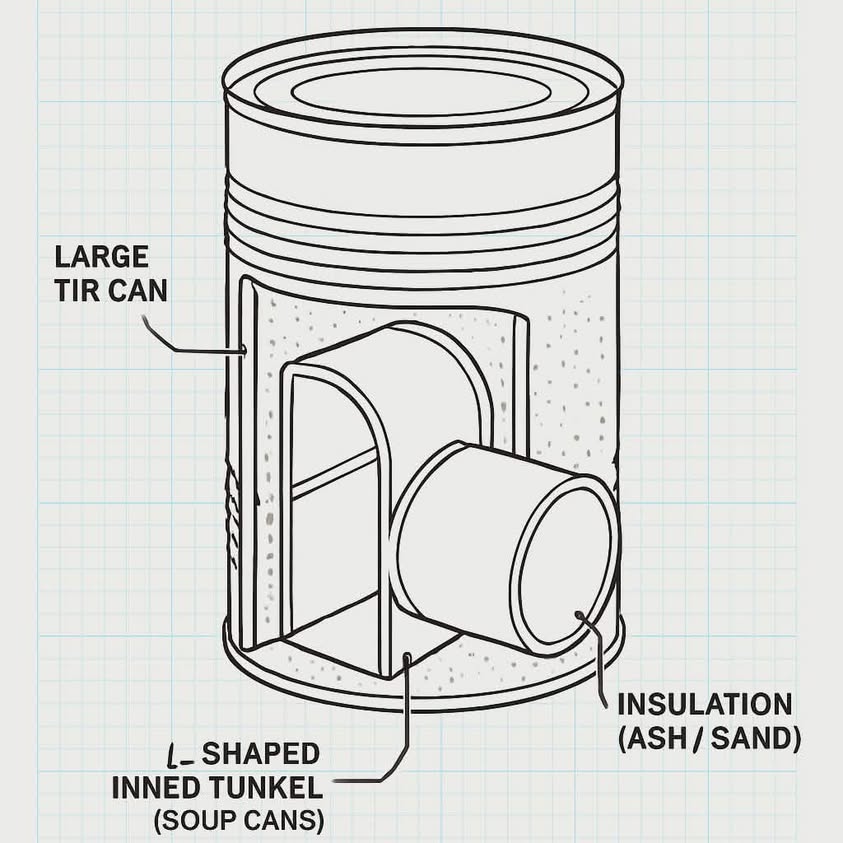 LARGE
TIR CAN
INSULATION
(ASH / SAND)
L- SHAPED
INNED TUNKEL
(SOUP CANS)